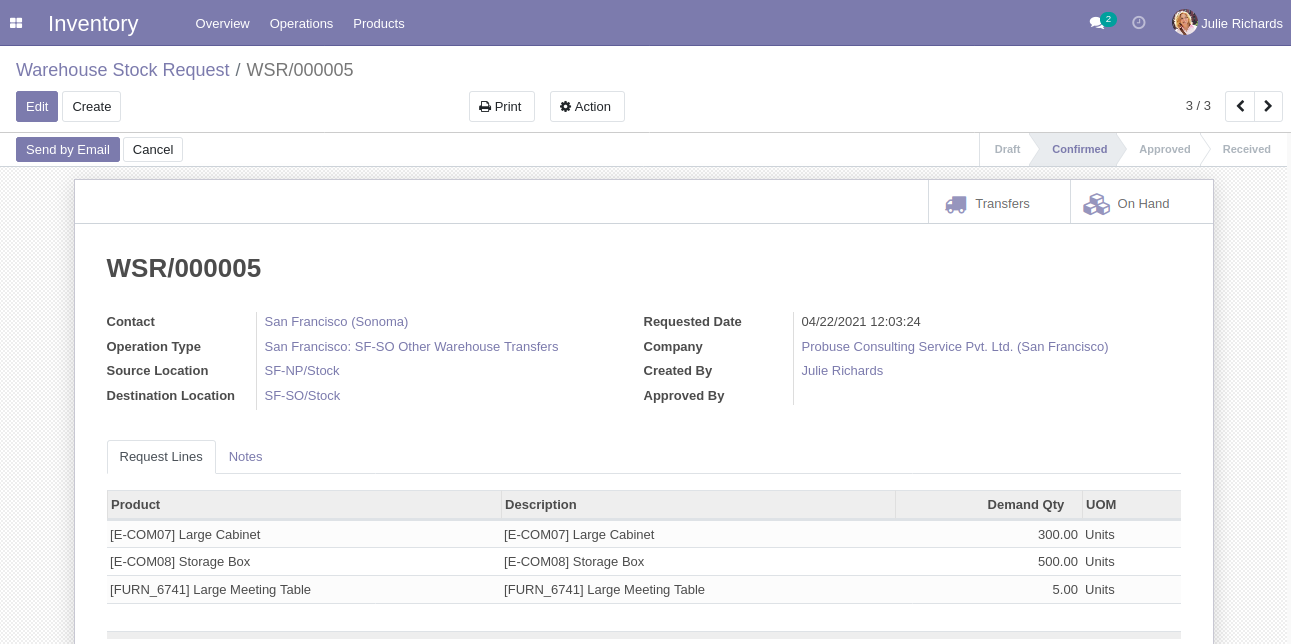 Inventory Overview Operations Products 2 Julie Richards
Warehouse Stock Request / WSR/000005
Edit Create Print Action 3 / 3
Send by Email Cancel Draft Confirmed Approved Received
Transfers On Hand
WSR/000005
Contact San Francisco (Sonoma) Requested Date 04/22/2021 12:03:24
Operation Type San Francisco: SF-SO Other Warehouse Transfers Company Probuse Consulting Service Pvt. Ltd. (San Francisco)
Source Location SF-NP/Stock Created By Julie Richards
Destination Location SF-SO/Stock Approved By
Request Lines Notes
Product Description Demand Qty UOM
[E-COM07] Large Cabinet [E-COM07] Large Cabinet 300.00 Units
[E-COM08] Storage Box [E-COM08] Storage Box 500.00 Units
[FURN_6741] Large Meeting Table [FURN_6741] Large Meeting Table 5.00 Units